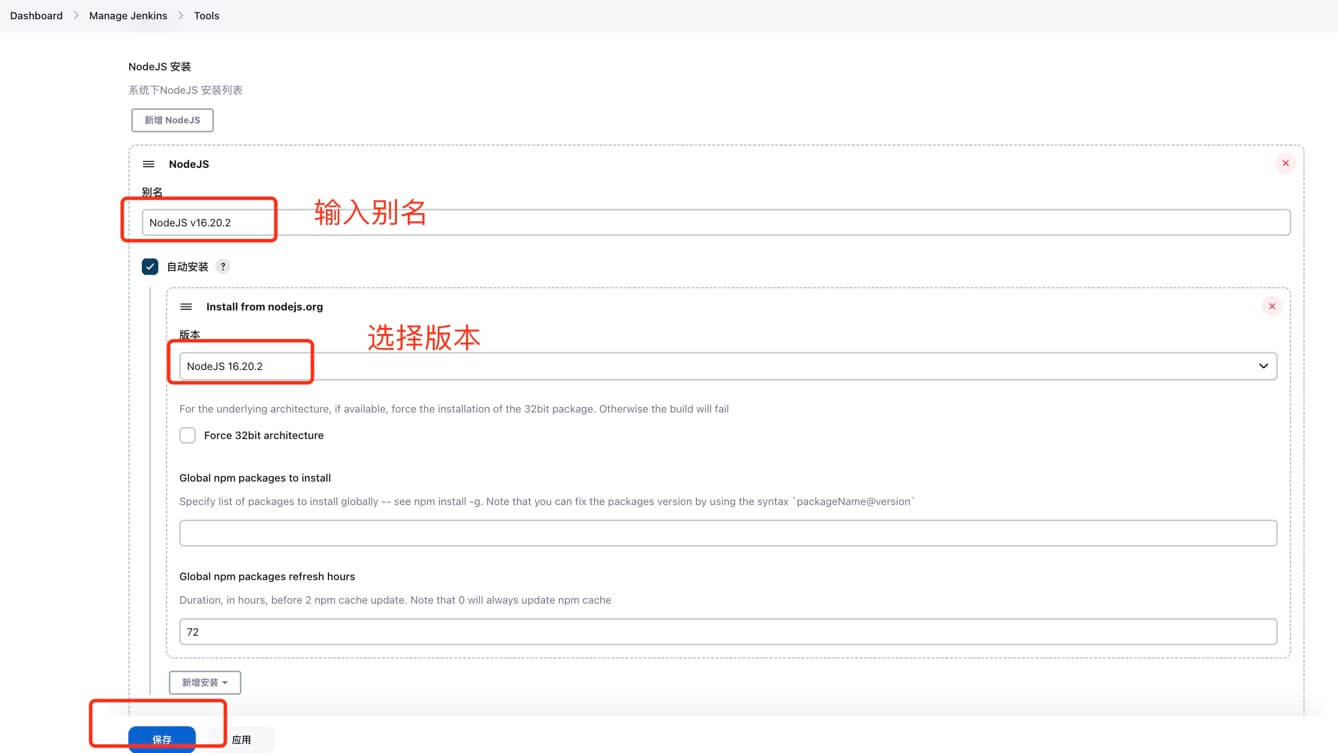 Dashboard > Manage Jenkins > Tools
NodeJS 安装
系统下NodeJS 安装列表
新增 NodeJS
NodeJS
别名
NodeJS v16.20.2
输入别名
自动安装 ?
Install from nodejs.org
版本
选择版本
NodeJS 16.20.2
For the underlying architecture, if available, force the installation of the 32bit package. Otherwise the build will fail
Force 32bit architecture
Global npm packages to install
Specify list of packages to install globally -- see npm install -g. Note that you can fix the packages version by using the syntax `packageName@version`
Global npm packages refresh hours
Duration, in hours, before 2 npm cache update. Note that 0 will always update npm cache
72
新增安装
保存 应用